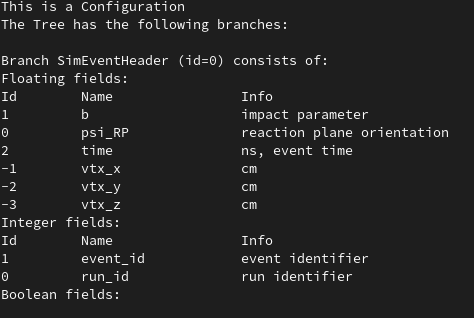 This is a Configuration
The Tree has the following branches:

Branch SimEventHeader (id=0) consists of:
Floating fields:
Id        Name            Info
1         b               impact parameter
0         psi_RP          reaction plane orientation
2         time            ns, event time
-1        vtx_x           cm
-2        vtx_y           cm
-3        vtx_z           cm
Integer fields:
Id        Name            Info
1         event_id        event identifier
0         run_id          run identifier
Boolean fields: